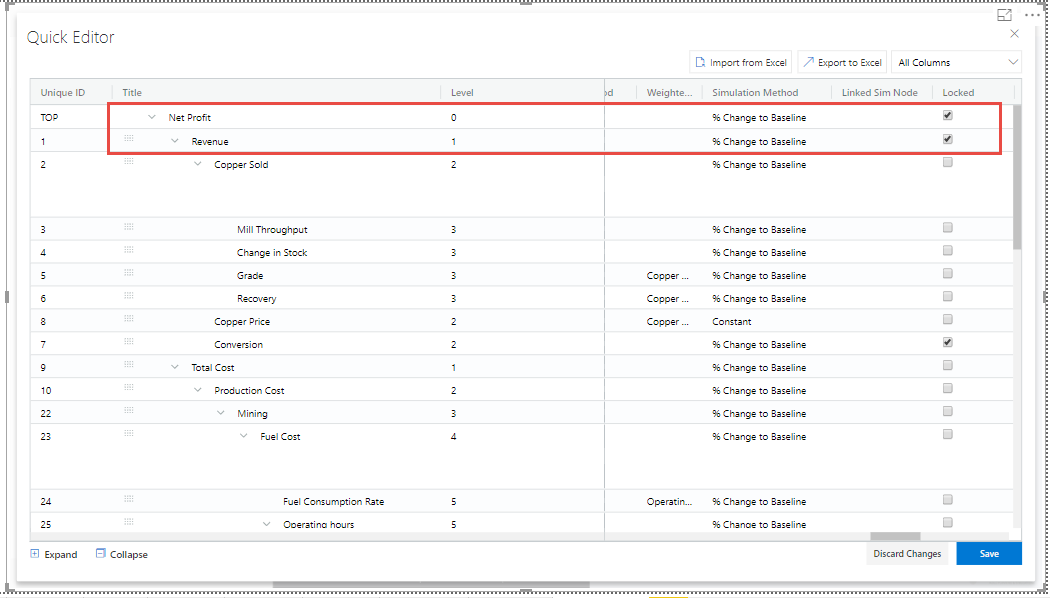 Quick Editor
Import from Excel Export to Excel All Columns
Unique ID Title Level od Weighte... Simulation Method Linked Sim Node Locked
TOP Net Profit 0 % Change to Baseline
1 Revenue 1 % Change to Baseline
2 Copper Sold 2 % Change to Baseline
3 Mill Throughput 3 % Change to Baseline
4 Change in Stock 3 % Change to Baseline
5 Grade 3 Copper ... % Change to Baseline
6 Recovery 3 Copper ... % Change to Baseline
8 Copper Price 2 Copper ... Constant
7 Conversion 2 % Change to Baseline
9 Total Cost 1 % Change to Baseline
10 Production Cost 2 % Change to Baseline
22 Mining 3 % Change to Baseline
23 Fuel Cost 4 % Change to Baseline
24 Fuel Consumption Rate 5 Operatin... % Change to Baseline
25 Operating hours 5 % Change to Baseline
Expand Collapse Discard Changes Save